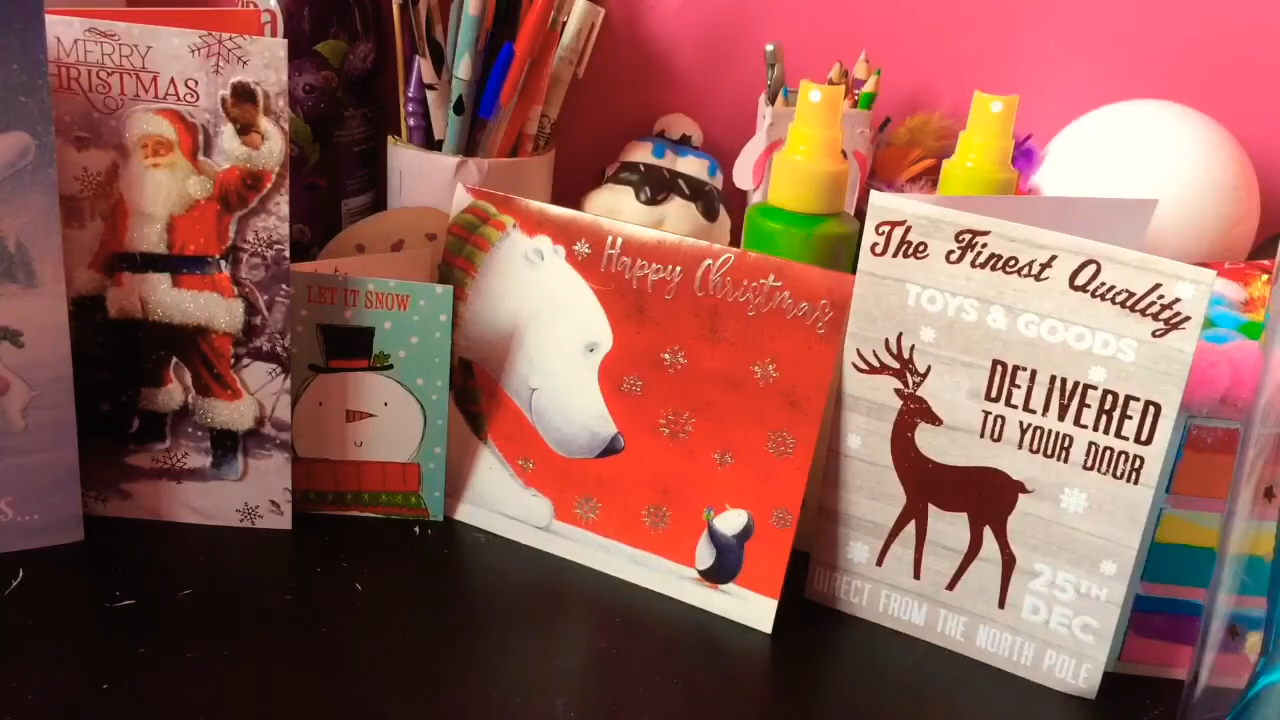 MERRY
CHRISTMAS
LET IT SNOW
Happy Christmas
The Finest Quality
TOYS & GOODS
DELIVERED
TO YOUR DOOR
25TH
DEC
DIRECT FROM THE NORTH POLE